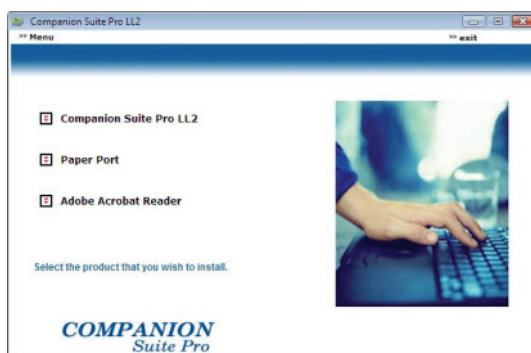 Companion Suite Pro LL2
>> Menu >> exit
Companion Suite Pro LL2
Paper Port
Adobe Acrobat Reader
Select the product that you wish to install.
COMPANION
Suite Pro